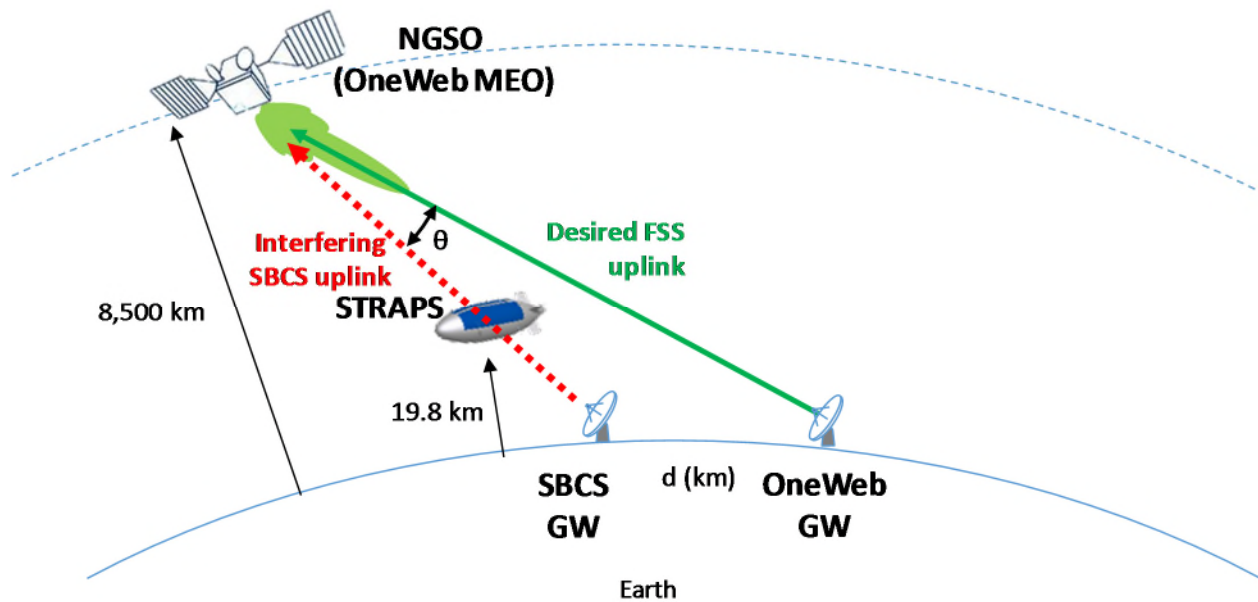 NGSO
(OneWeb MEO)
Desired FSS
uplink
θ
Interfering
SBCS uplink
STRAPS
8,500 km
19.8 km
SBCS
GW
d (km)
OneWeb
GW
Earth